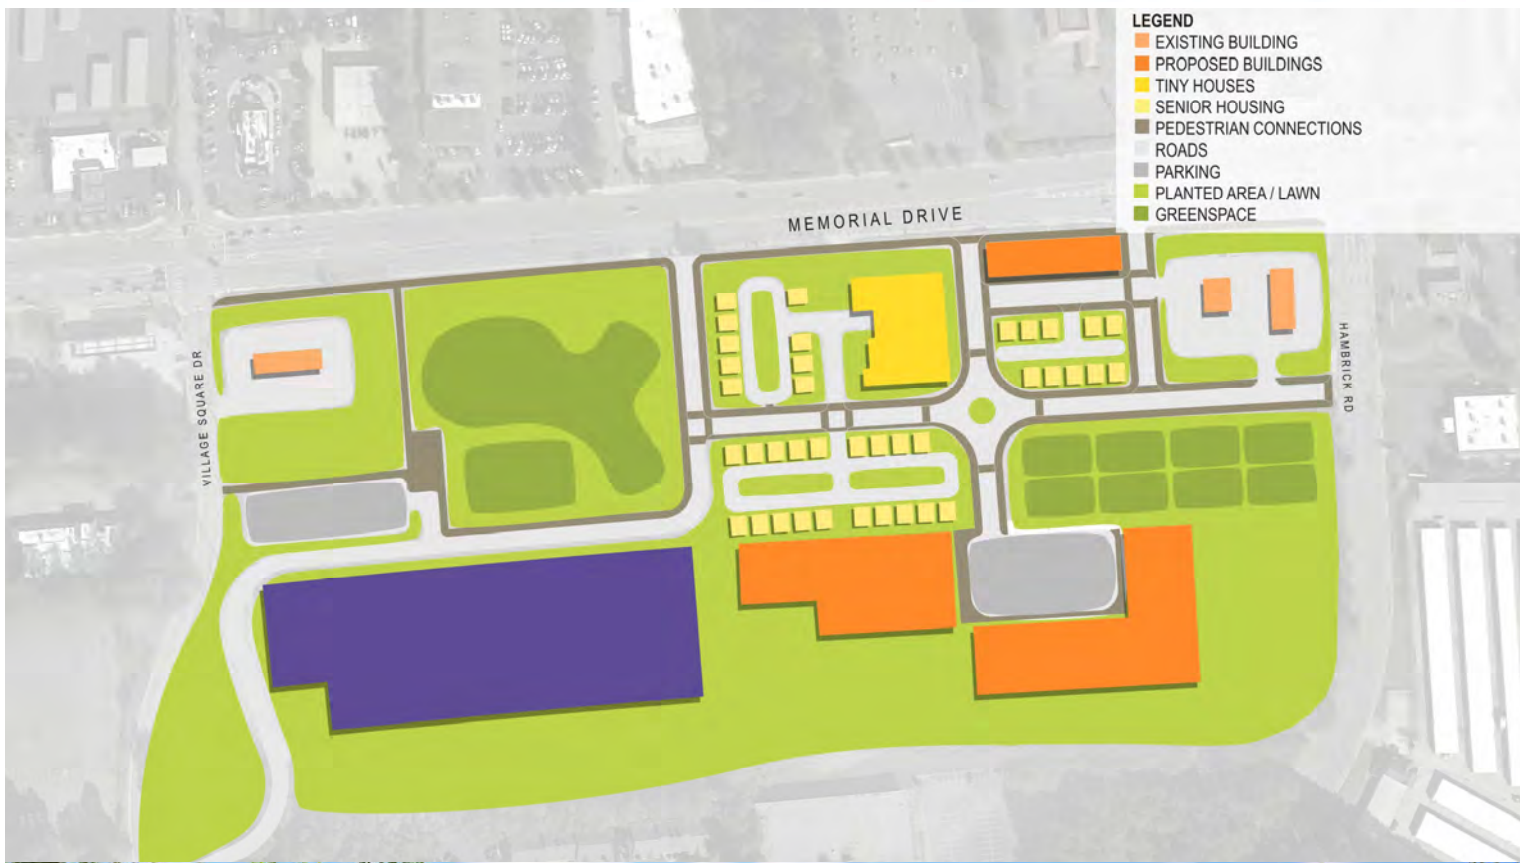 LEGEND
EXISTING BUILDING
PROPOSED BUILDINGS
TINY HOUSES
SENIOR HOUSING
PEDESTRIAN CONNECTIONS
ROADS
PARKING
PLANTED AREA / LAWN
GREENSPACE
MEMORIAL DRIVE
VILLAGE SQUARE DR
HAMBRICK RD